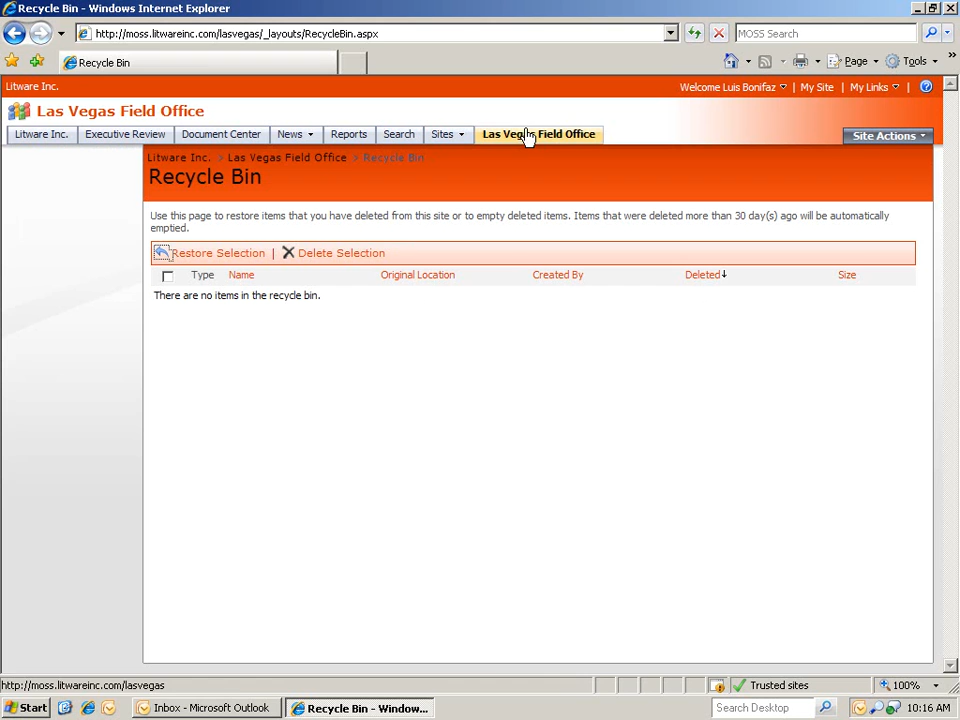 Recycle Bin - Windows Internet Explorer
http://moss.litwareinc.com/lasvegas/_layouts/RecycleBin.aspx
MOSS Search
Recycle Bin
Page
Tools
»
Litware Inc.
Welcome Luis Bonifaz
| My Site | My Links |
Las Vegas Field Office
Litware Inc.
Executive Review
Document Center
News
Reports
Search
Sites
Las Vegas Field Office
Site Actions
Litware Inc. > Las Vegas Field Office > Recycle Bin
Recycle Bin
Use this page to restore items that you have deleted from this site or to empty deleted items. Items that were deleted more than 30 day(s) ago will be automatically
emptied.
Restore Selection | Delete Selection
Type Name Original Location Created By Deleted Size
There are no items in the recycle bin.
http://moss.litwareinc.com/lasvegas
Trusted sites
100%
Start
Inbox - Microsoft Outlook
Recycle Bin - Window...
Search Desktop
10:16 AM